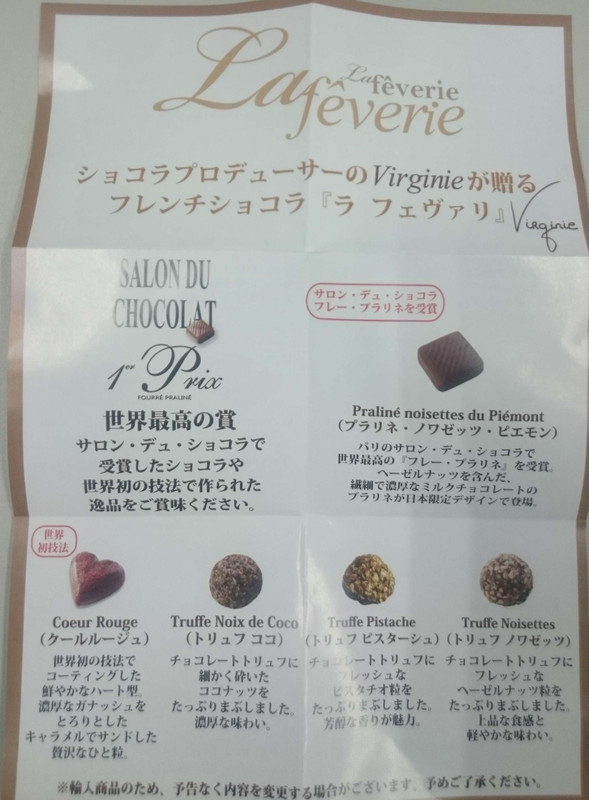 La fêverie
La fêverie
ショコラプロデューサーのVirginieが贈る
フレンチショコラ『ラ フェヴァリ』
Virginie
SALON DU
CHOCOLAT
1er Prix
FOURRÉ PRALINÉ
世界最高の賞
サロン・デュ・ショコラで
受賞したショコラや
世界初の技法で作られた
逸品をご賞味ください。
サロン・デュ・ショコラ
フレー・プラリネを受賞
Praliné noisettes du Piémont
（プラリネ・ノワゼッツ・ピエモン）
パリのサロン・デュ・ショコラで
世界最高の『フレー・プラリネ』を受賞。
ヘーゼルナッツを含んだ、
繊細で濃厚なミルクチョコレートの
プラリネが日本限定デザインで登場。
世界
初技法
Coeur Rouge
（クールルージュ）
世界初の技法で
コーティングした
鮮やかなハート型。
濃厚なガナッシュを
とろりとした
キャラメルでサンドした
贅沢なひと粒。
Truffe Noix de Coco
（トリュフ ココ）
チョコレートトリュフに
細かく砕いた
ココナッツを
たっぷりまぶしました。
濃厚な味わい。
Truffe Pistache
（トリュフ ピスターシュ）
チョコレートトリュフに
フレッシュな
ピスタチオ粒を
たっぷりまぶしました。
芳醇な香りが魅力。
Truffe Noisettes
（トリュフ ノワゼッツ）
チョコレートトリュフに
フレッシュな
ヘーゼルナッツ粒を
たっぷりまぶしました。
上品な食感と
軽やかな味わい。
※輸入商品のため、予告なく内容を変更する場合がございます。予めご了承ください。